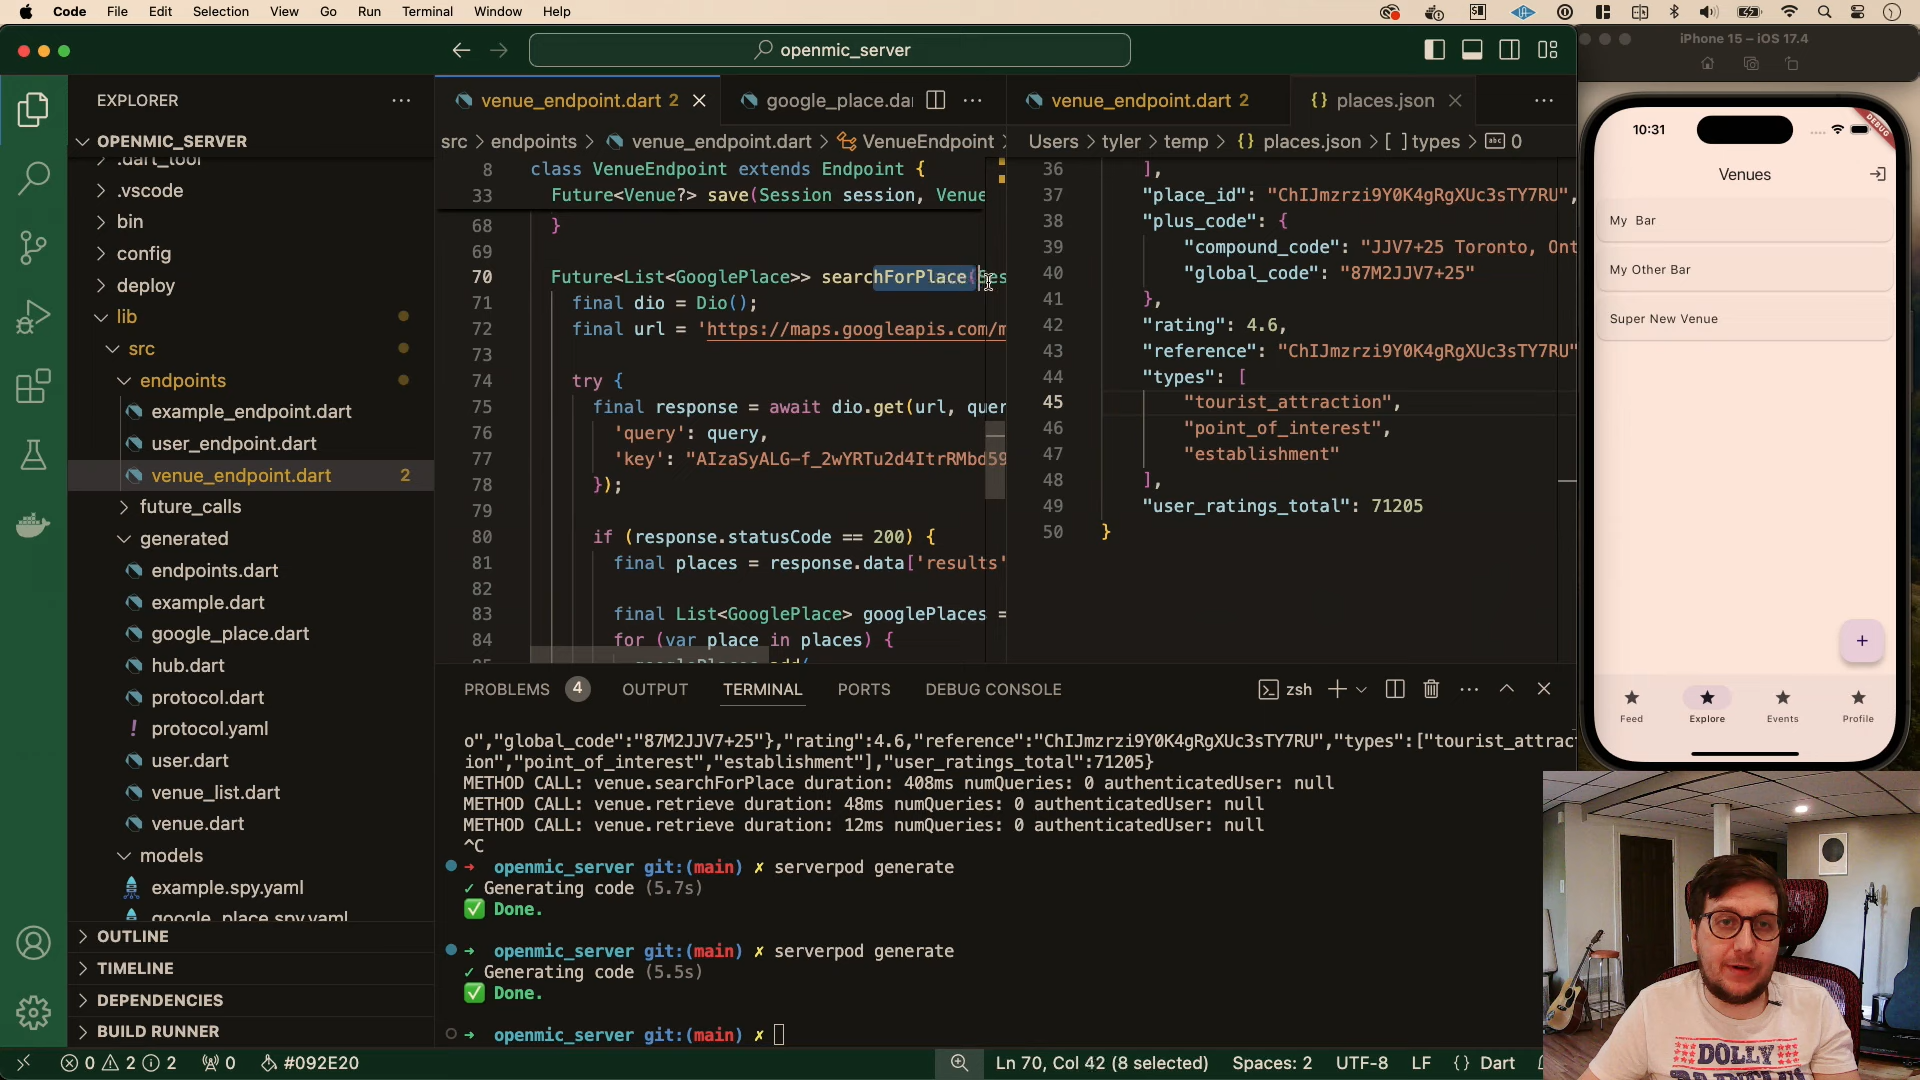 Code File Edit Selection View Go Run Terminal Window Help
openmic_server
iPhone 15 – iOS 17.4
EXPLORER
OPENMIC_SERVER
.dart_tool
.vscode
bin
config
deploy
lib
src
endpoints
example_endpoint.dart
user_endpoint.dart
venue_endpoint.dart 2
future_calls
generated
endpoints.dart
example.dart
google_place.dart
hub.dart
protocol.dart
! protocol.yaml
user.dart
venue_list.dart
venue.dart
models
example.spy.yaml
google_place.spy.yaml
OUTLINE
TIMELINE
DEPENDENCIES
BUILD RUNNER
venue_endpoint.dart 2
google_place.da
src > endpoints > venue_endpoint.dart > VenueEndpoint >
8 class VenueEndpoint extends Endpoint {
33 Future<Venue?> save(Session session, Venue
68 }
69
70 Future<List<GooglePlace>> searchForPlace(Ses
71 final dio = Dio();
72 final url = 'https://maps.googleapis.com/m
73
74 try {
75 final response = await dio.get(url, quer
76 'query': query,
77 'key': "AIzaSyALG-f_2wYRTu2d4ItrRMbd59
78 });
79
80 if (response.statusCode == 200) {
81 final places = response.data['results'
82
83 final List<GooglePlace> googlePlaces =
84 for (var place in places) {
venue_endpoint.dart 2
{} places.json
Users > tyler > temp > {} places.json > [ ] types > abc 0
36 ],
37 "place_id": "ChIJmzrzi9Y0K4gRgXUc3sTY7RU",
38 "plus_code": {
39 "compound_code": "JJV7+25 Toronto, Ont
40 "global_code": "87M2JJV7+25"
41 },
42 "rating": 4.6,
43 "reference": "ChIJmzrzi9Y0K4gRgXUc3sTY7RU"
44 "types": [
45 "tourist_attraction",
46 "point_of_interest",
47 "establishment"
48 ],
49 "user_ratings_total": 71205
50 }
PROBLEMS 4 OUTPUT TERMINAL PORTS DEBUG CONSOLE
zsh
o","global_code":"87M2JJV7+25"},"rating":4.6,"reference":"ChIJmzrzi9Y0K4gRgXUc3sTY7RU","types":["tourist_attract
ion","point_of_interest","establishment"],"user_ratings_total":71205}
METHOD CALL: venue.searchForPlace duration: 408ms numQueries: 0 authenticatedUser: null
METHOD CALL: venue.retrieve duration: 48ms numQueries: 0 authenticatedUser: null
METHOD CALL: venue.retrieve duration: 12ms numQueries: 0 authenticatedUser: null
^C
➜ openmic_server git:(main) ✗ serverpod generate
✓ Generating code (5.7s)
✅ Done.
➜ openmic_server git:(main) ✗ serverpod generate
✓ Generating code (5.5s)
✅ Done.
➜ openmic_server git:(main) ✗
0 2 2 0 #092E20
Ln 70, Col 42 (8 selected) Spaces: 2 UTF-8 LF {} Dart
10:31
DEBUG
Venues
My Bar
My Other Bar
Super New Venue
+
Feed Explore Events Profile
DOLLY